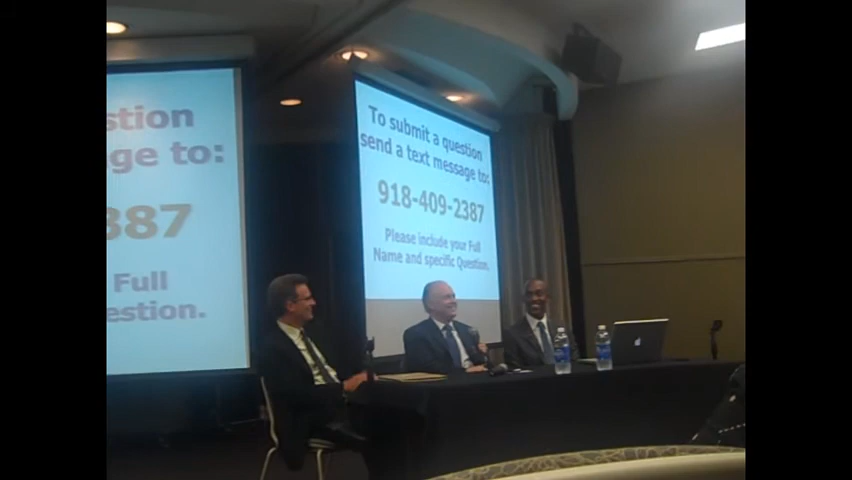 stion
ge to:
387
Full
estion.
To submit a question
send a text message to:
918-409-2387
Please include your Full
Name and specific Question.